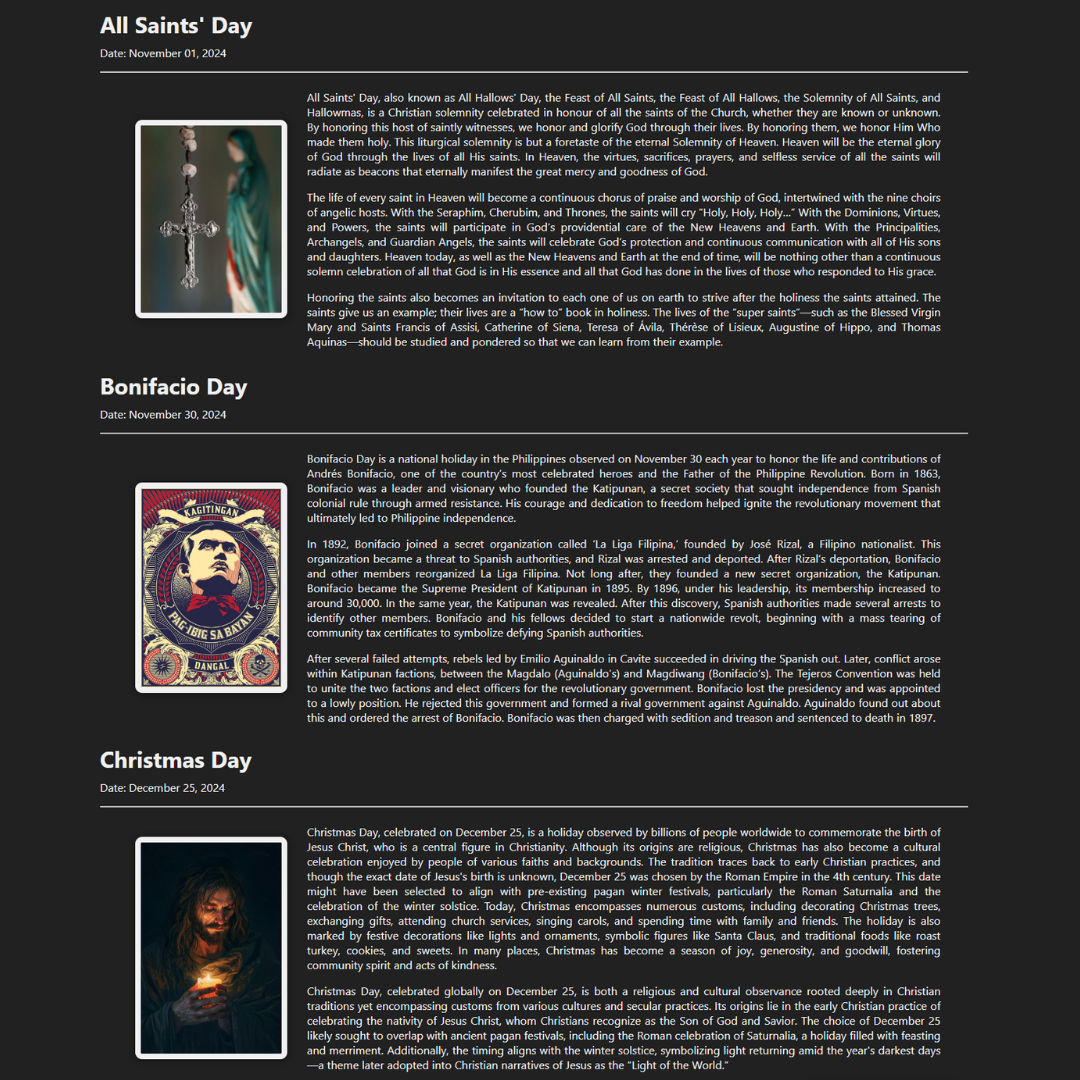 All Saints' Day
Date: November 01, 2024
All Saints' Day, also known as All Hallows' Day, the Feast of All Saints, the Feast of All Hallows, the Solemnity of All Saints, and
Hallowmas, is a Christian solemnity celebrated in honour of all the saints of the Church, whether they are known or unknown.
By honoring this host of saintly witnesses, we honor and glorify God through their lives. By honoring them, we honor Him Who
made them holy. This liturgical solemnity is but a foretaste of the eternal Solemnity of Heaven. Heaven will be the eternal glory
of God through the lives of all His saints. In Heaven, the virtues, sacrifices, prayers, and selfless service of all the saints will
radiate as beacons that eternally manifest the great mercy and goodness of God.
The life of every saint in Heaven will become a continuous chorus of praise and worship of God, intertwined with the nine choirs
of angelic hosts. With the Seraphim, Cherubim, and Thrones, the saints will cry “Holy, Holy, Holy…” With the Dominions, Virtues,
and Powers, the saints will participate in God's providential care of the New Heavens and Earth. With the Principalities,
Archangels, and Guardian Angels, the saints will celebrate God's protection and continuous communication with all of His sons
and daughters. Heaven today, as well as the New Heavens and Earth at the end of time, will be nothing other than a continuous
solemn celebration of all that God is in His essence and all that God has done in the lives of those who responded to His grace.
Honoring the saints also becomes an invitation to each one of us on earth to strive after the holiness the saints attained. The
saints give us an example; their lives are a “how to” book in holiness. The lives of the “super saints”—such as the Blessed Virgin
Mary and Saints Francis of Assisi, Catherine of Siena, Teresa of Ávila, Thérèse of Lisieux, Augustine of Hippo, and Thomas
Aquinas—should be studied and pondered so that we can learn from their example.
Bonifacio Day
Date: November 30, 2024
KAGITINGAN
PAG-IBIG SA BAYAN
DANGAL
Bonifacio Day is a national holiday in the Philippines observed on November 30 each year to honor the life and contributions of
Andrés Bonifacio, one of the country's most celebrated heroes and the Father of the Philippine Revolution. Born in 1863,
Bonifacio was a leader and visionary who founded the Katipunan, a secret society that sought independence from Spanish
colonial rule through armed resistance. His courage and dedication to freedom helped ignite the revolutionary movement that
ultimately led to Philippine independence.
In 1892, Bonifacio joined a secret organization called ‘La Liga Filipina,’ founded by José Rizal, a Filipino nationalist. This
organization became a threat to Spanish authorities, and Rizal was arrested and deported. After Rizal's deportation, Bonifacio
and other members reorganized La Liga Filipina. Not long after, they founded a new secret organization, the Katipunan.
Bonifacio became the Supreme President of Katipunan in 1895. By 1896, under his leadership, its membership increased to
around 30,000. In the same year, the Katipunan was revealed. After this discovery, Spanish authorities made several arrests to
identify other members. Bonifacio and his fellows decided to start a nationwide revolt, beginning with a mass tearing of
community tax certificates to symbolize defying Spanish authorities.
After several failed attempts, rebels led by Emilio Aguinaldo in Cavite succeeded in driving the Spanish out. Later, conflict arose
within Katipunan factions, between the Magdalo (Aguinaldo's) and Magdiwang (Bonifacio's). The Tejeros Convention was held
to unite the two factions and elect officers for the revolutionary government. Bonifacio lost the presidency and was appointed
to a lowly position. He rejected this government and formed a rival government against Aguinaldo. Aguinaldo found out about
this and ordered the arrest of Bonifacio. Bonifacio was then charged with sedition and treason and sentenced to death in 1897.
Christmas Day
Date: December 25, 2024
Christmas Day, celebrated on December 25, is a holiday observed by billions of people worldwide to commemorate the birth of
Jesus Christ, who is a central figure in Christianity. Although its origins are religious, Christmas has also become a cultural
celebration enjoyed by people of various faiths and backgrounds. The tradition traces back to early Christian practices, and
though the exact date of Jesus's birth is unknown, December 25 was chosen by the Roman Empire in the 4th century. This date
might have been selected to align with pre-existing pagan winter festivals, particularly the Roman Saturnalia and the
celebration of the winter solstice. Today, Christmas encompasses numerous customs, including decorating Christmas trees,
exchanging gifts, attending church services, singing carols, and spending time with family and friends. The holiday is also
marked by festive decorations like lights and ornaments, symbolic figures like Santa Claus, and traditional foods like roast
turkey, cookies, and sweets. In many places, Christmas has become a season of joy, generosity, and goodwill, fostering
community spirit and acts of kindness.
Christmas Day, celebrated globally on December 25, is both a religious and cultural observance rooted deeply in Christian
traditions yet encompassing customs from various cultures and secular practices. Its origins lie in the early Christian practice of
celebrating the nativity of Jesus Christ, whom Christians recognize as the Son of God and Savior. The choice of December 25
likely sought to overlap with ancient pagan festivals, including the Roman celebration of Saturnalia, a holiday filled with feasting
and merriment. Additionally, the timing aligns with the winter solstice, symbolizing light returning amid the year's darkest days
—a theme later adopted into Christian narratives of Jesus as the “Light of the World.”